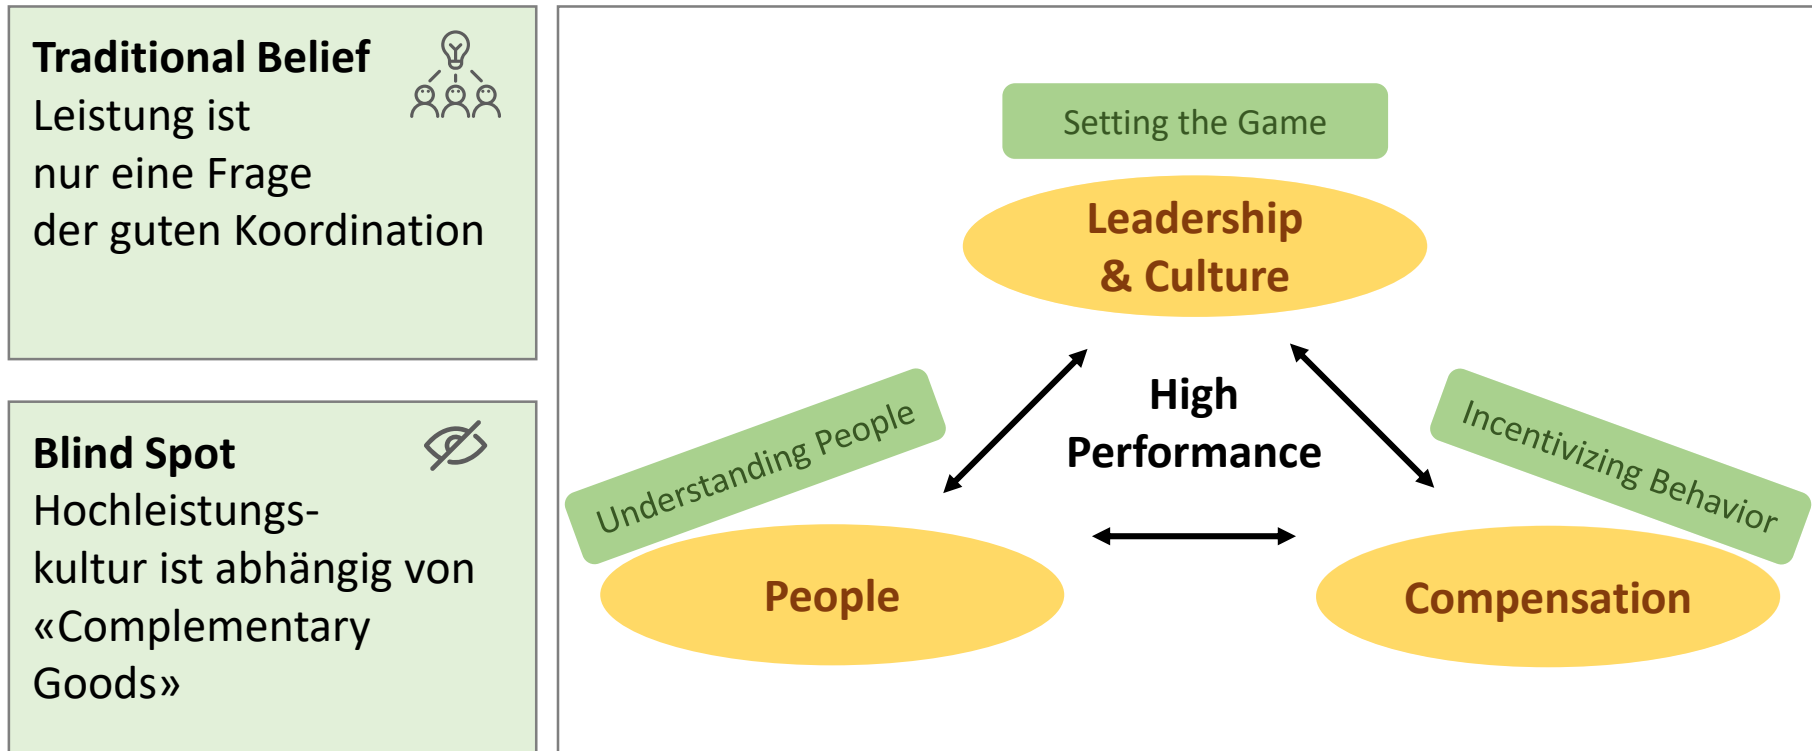 Traditional Belief
Leistung ist
nur eine Frage
der guten Koordination
Blind Spot
Hochleistungs-
kultur ist abhängig von
«Complementary
Goods»
Setting the Game
Leadership
& Culture
High
Performance
Understanding People
Incentivizing Behavior
People
Compensation